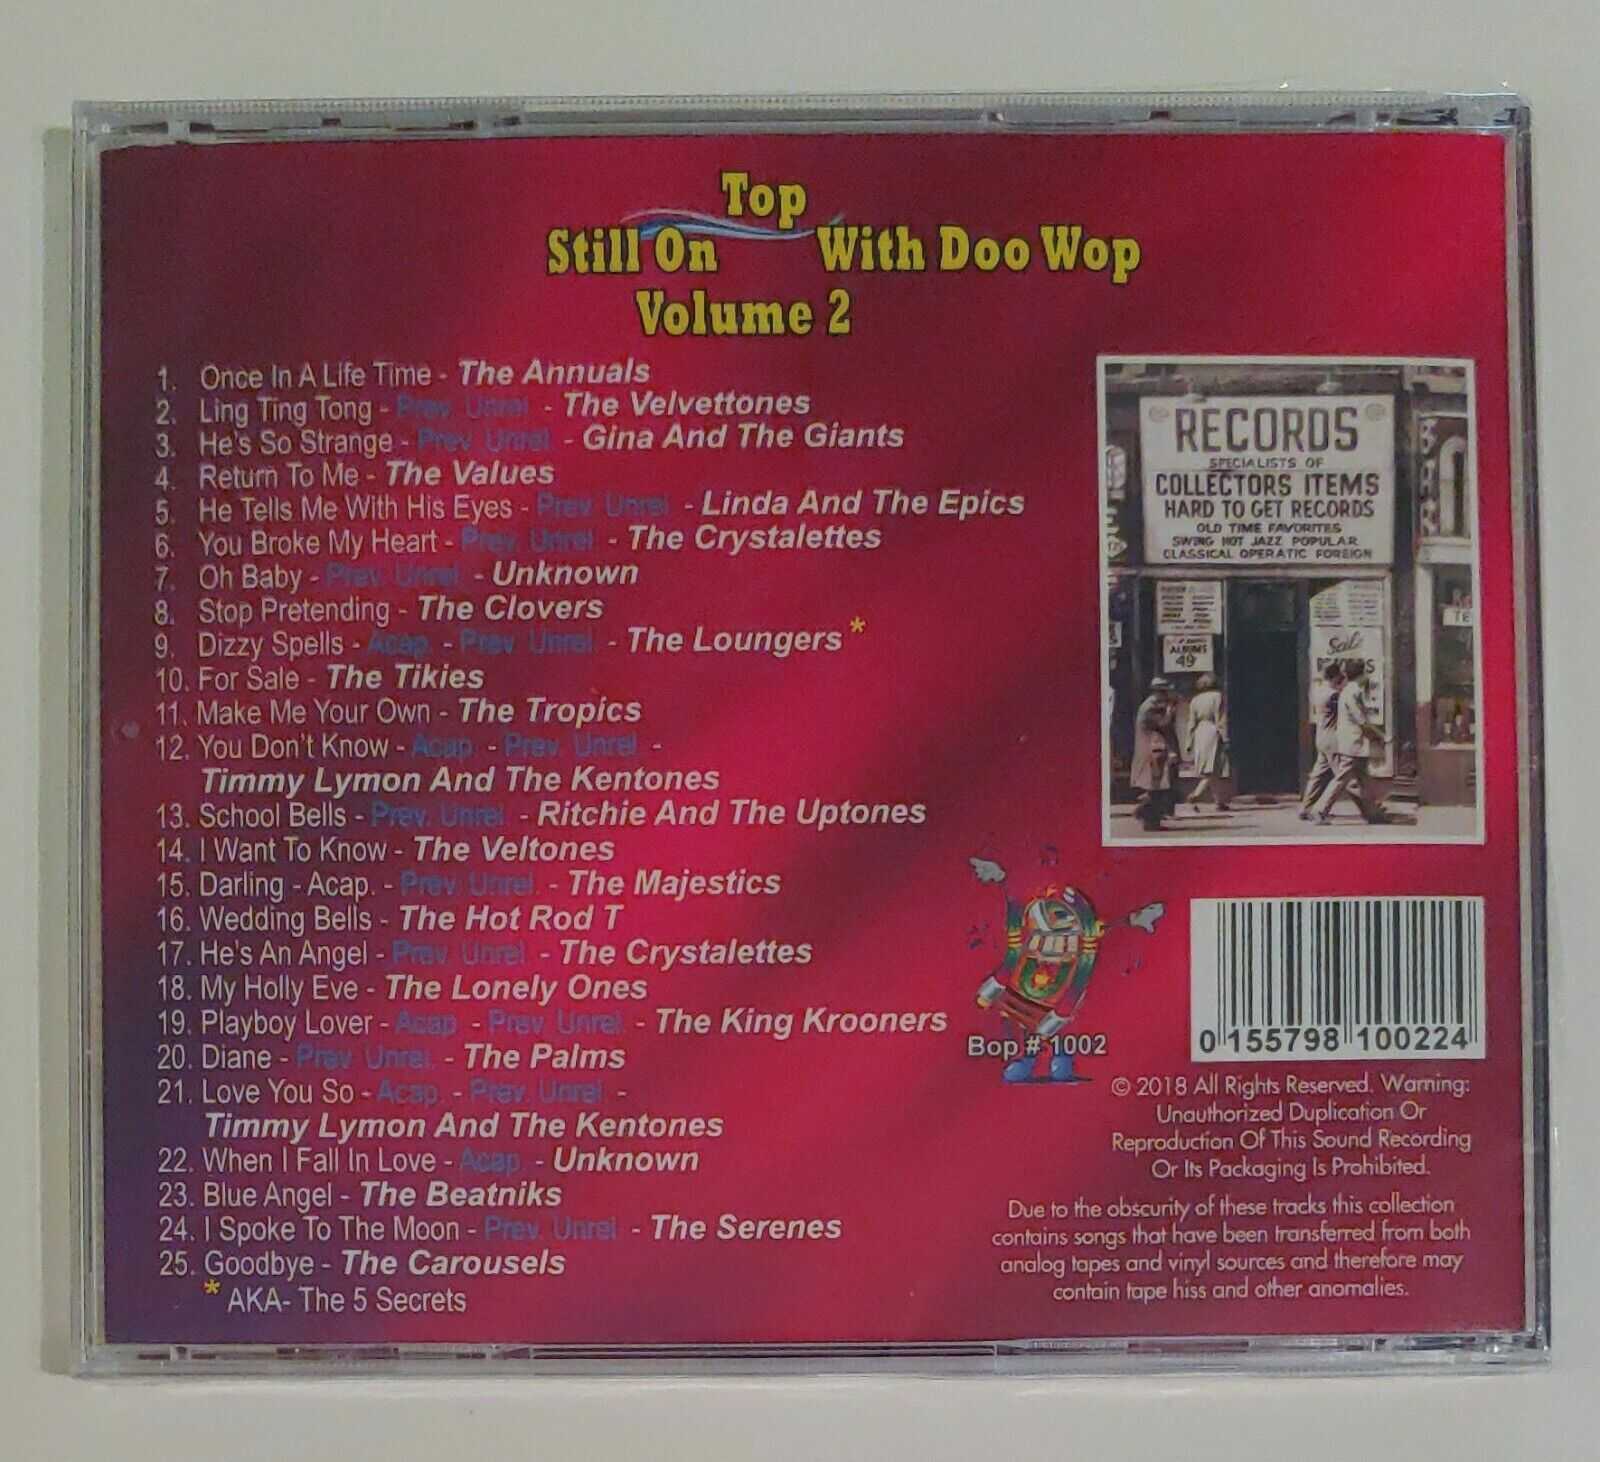 Top
Still On With Doo Wop
Volume 2
1. Once In A Life Time - The Annuals
2. Ling Ting Tong - Prev. Unrel. - The Velvettones
3. He's So Strange - Prev. Unrel. - Gina And The Giants
4. Return To Me - The Values
5. He Tells Me With His Eyes - Prev. Unrel. - Linda And The Epics
6. You Broke My Heart - Prev. Unrel. - The Crystalettes
7. Oh Baby - Prev. Unrel. - Unknown
8. Stop Pretending - The Clovers
9. Dizzy Spells - Acap. - Prev. Unrel. - The Loungers *
10. For Sale - The Tikies
11. Make Me Your Own - The Tropics
12. You Don't Know - Acap. - Prev. Unrel. -
Timmy Lymon And The Kentones
13. School Bells - Prev. Unrel. - Ritchie And The Uptones
14. I Want To Know - The Veltones
15. Darling - Acap. - Prev. Unrel. - The Majestics
16. Wedding Bells - The Hot Rod T
17. He's An Angel - Prev. Unrel. - The Crystalettes
18. My Holly Eve - The Lonely Ones
19. Playboy Lover - Acap. - Prev. Unrel. - The King Krooners
20. Diane - Prev. Unrel. - The Palms
21. Love You So - Acap. - Prev. Unrel. -
Timmy Lymon And The Kentones
22. When I Fall In Love - Acap. - Unknown
23. Blue Angel - The Beatniks
24. I Spoke To The Moon - Prev. Unrel. - The Serenes
25. Goodbye - The Carousels
* AKA- The 5 Secrets
RECORDS
SPECIALISTS OF
COLLECTORS ITEMS
HARD TO GET RECORDS
OLD TIME FAVORITES
SWING HOT JAZZ POPULAR
CLASSICAL OPERATIC FOREIGN
ALBUMS
49
Sale
RECORDS
Bop # 1002
0 155798 100224
© 2018 All Rights Reserved. Warning:
Unauthorized Duplication Or
Reproduction Of This Sound Recording
Or Its Packaging Is Prohibited.
Due to the obscurity of these tracks this collection
contains songs that have been transferred from both
analog tapes and vinyl sources and therefore may
contain tape hiss and other anomalies.